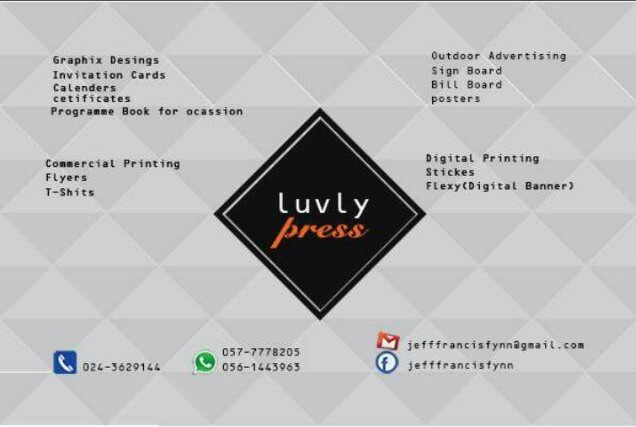 Graphix Desings
Invitation Cards
Calenders
cetificates
Programme Book for ocassion
Outdoor Advertising
Sign Board
Bill Board
posters
Commercial Printing
Flyers
T-Shits
Digital Printing
Stickes
Flexy(Digital Banner)
luvly
press
024-3629144
057-7778205
056-1443963
jefffrancisfynn@gmail.com
jefffrancisfynn